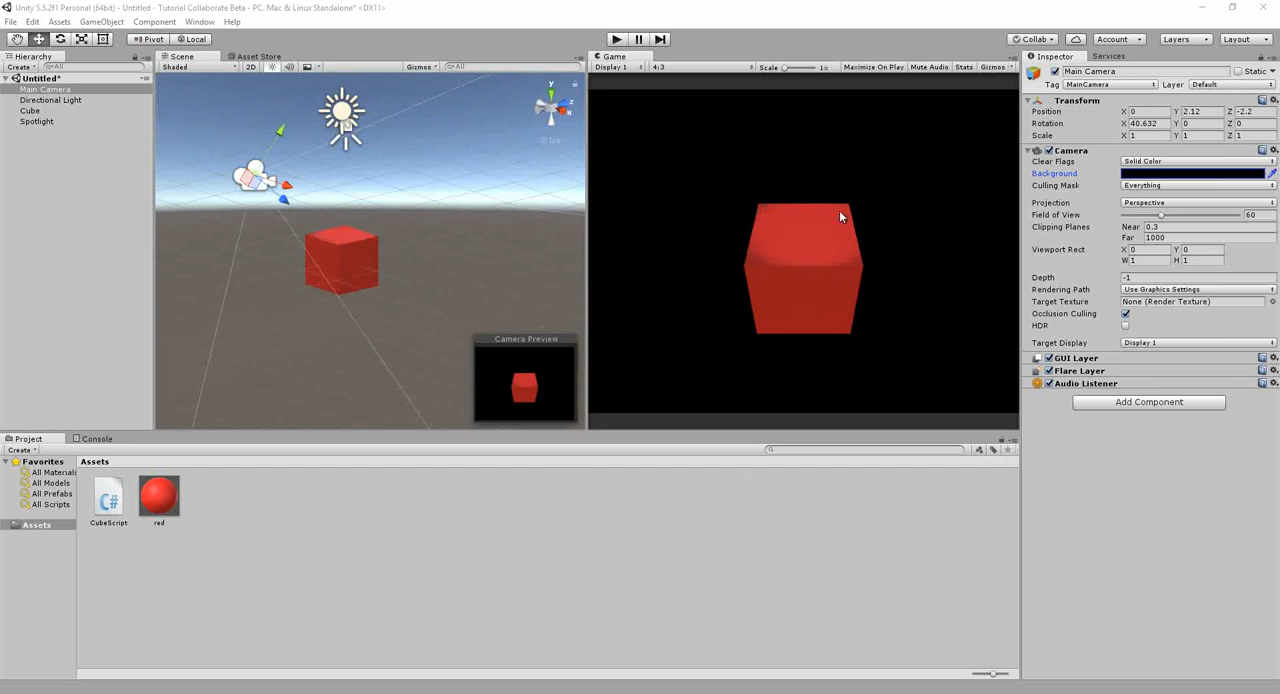 Unity 5.5.2f1 Personal (64bit) - Untitled - Tutoriel Collaborate Beta - PC, Mac & Linux Standalone* <DX11>
File Edit Assets GameObject Component Window Help
Pivot Local Collab Account Layers Layout
Hierarchy
Create All
Untitled*
Main Camera
Directional Light
Cube
Spotlight
Scene Asset Store
Shaded 2D Gizmos All
y
z
x
Iso
Camera Preview
Game
Display 1 4:3 Scale 1x Maximize On Play Mute Audio Stats Gizmos
Inspector Services
Main Camera Static
Tag MainCamera Layer Default
Transform
Position X 0 Y 2.12 Z -2.2
Rotation X 40.632 Y 0 Z 0
Scale X 1 Y 1 Z 1
Camera
Clear Flags Solid Color
Background
Culling Mask Everything
Projection Perspective
Field of View 60
Clipping Planes Near 0.3
Far 1000
Viewport Rect X 0 Y 0
W 1 H 1
Depth -1
Rendering Path Use Graphics Settings
Target Texture None (Render Texture)
Occlusion Culling
HDR
Target Display Display 1
GUI Layer
Flare Layer
Audio Listener
Add Component
Project Console
Create
Favorites
All Materials
All Models
All Prefabs
All Scripts
Assets
Assets
C#
CubeScript
red